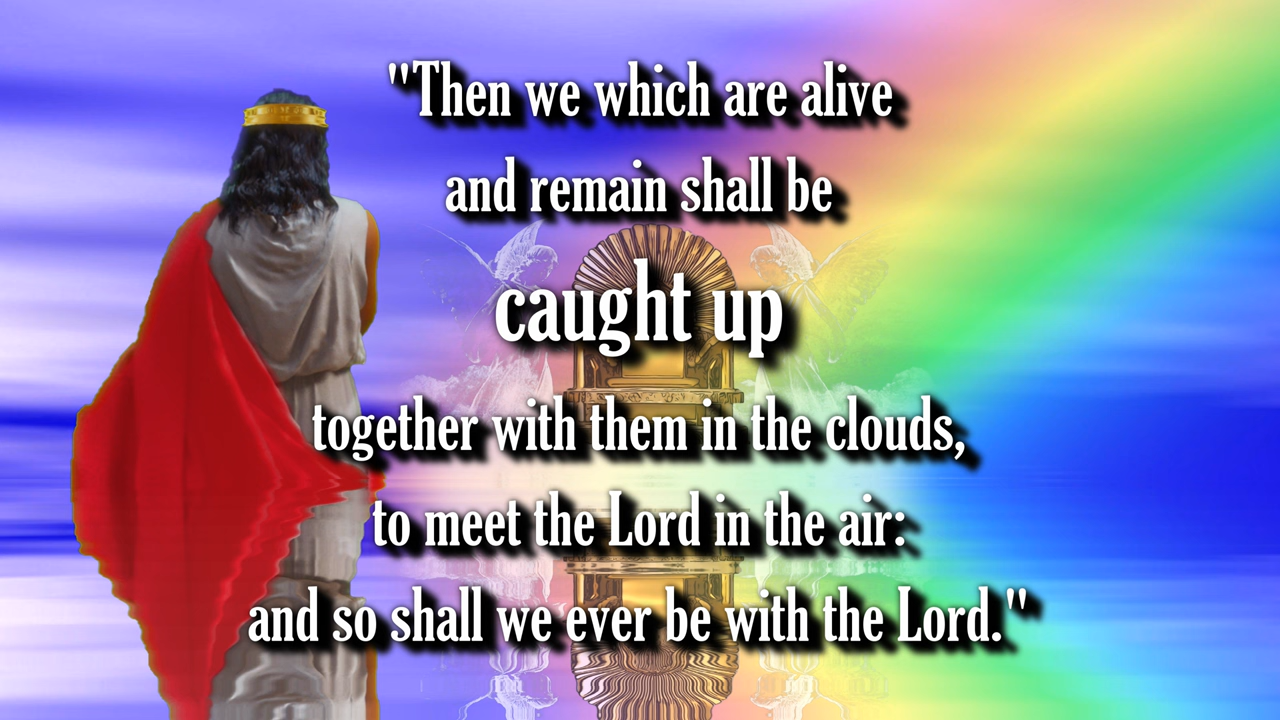 "Then we which are alive
and remain shall be
caught up
together with them in the clouds,
to meet the Lord in the air:
and so shall we ever be with the Lord."